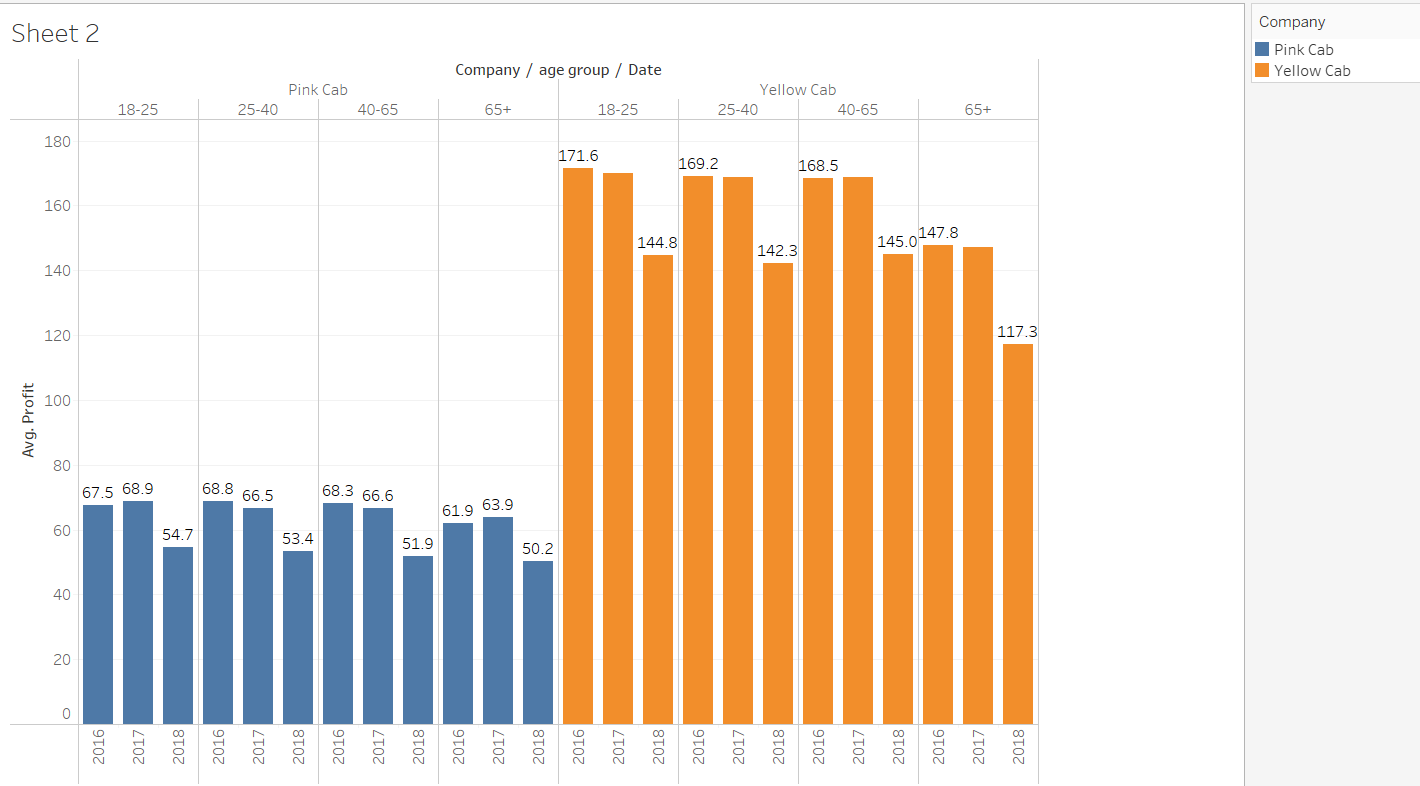 Sheet 2
Company / age group / Date
Pink Cab Yellow Cab
18-25 25-40 40-65 65+ 18-25 25-40 40-65 65+
Avg. Profit
180
160
140
120
100
80
60
40
20
0
67.5 68.9 54.7 68.8 66.5 53.4 68.3 66.6 51.9 61.9 63.9 50.2 171.6 144.8 169.2 142.3 168.5 145.0 147.8 117.3
2016 2017 2018 2016 2017 2018 2016 2017 2018 2016 2017 2018 2016 2017 2018 2016 2017 2018 2016 2017 2018 2016 2017 2018
Company
Pink Cab
Yellow Cab